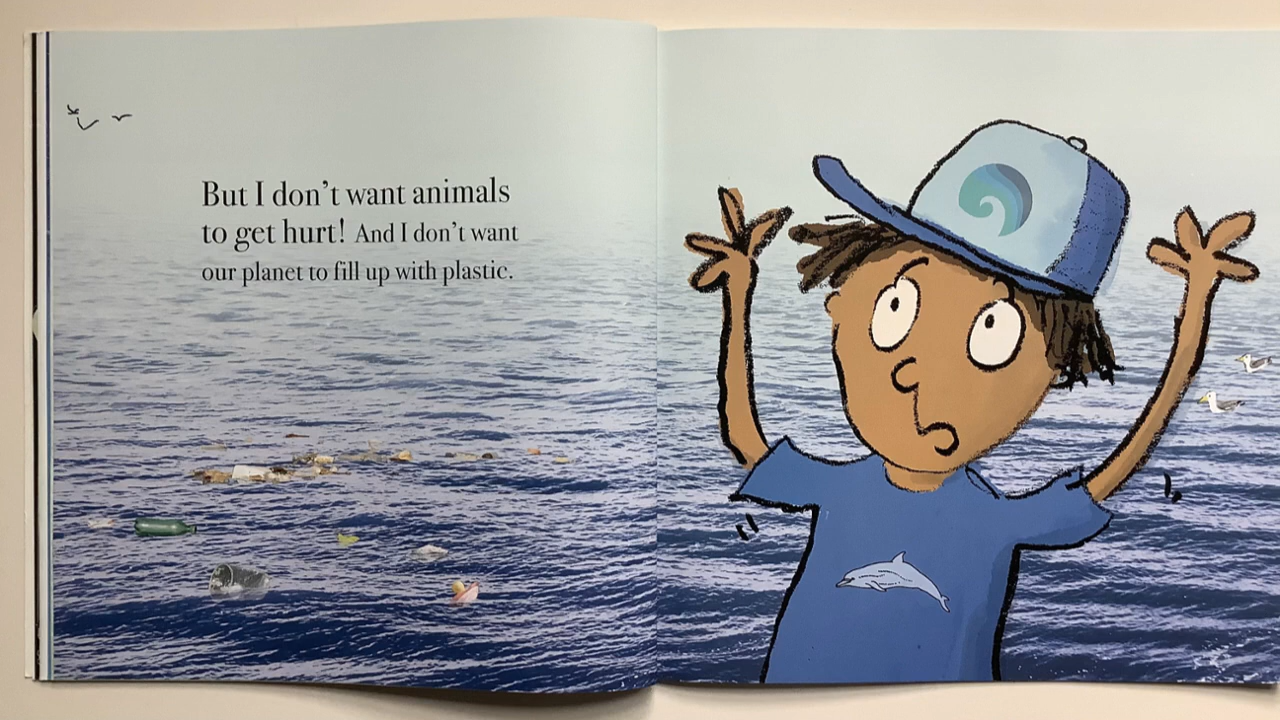 But I don’t want animals
to get hurt! And I don’t want
our planet to fill up with plastic.